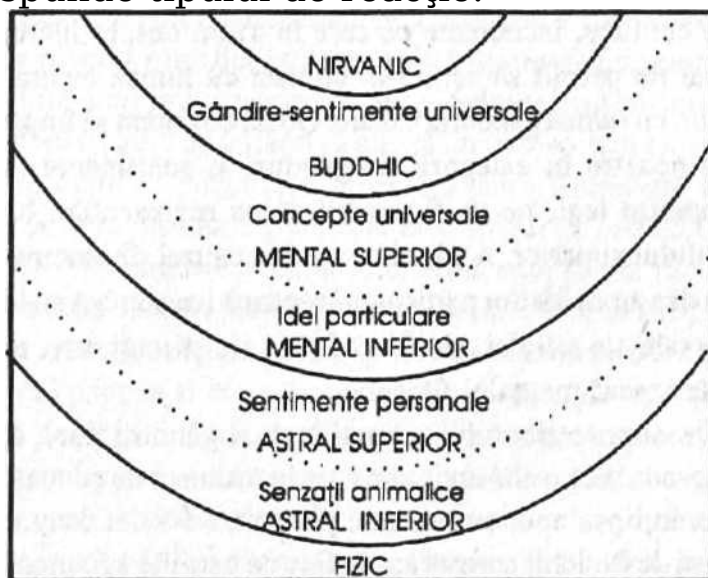 NIRVANIC
Gândire-sentimente universale
BUDDHIC
Concepte universale
MENTAL SUPERIOR
Idei particulare
MENTAL INFERIOR
Sentimente personale
ASTRAL SUPERIOR
Senzații animalice
ASTRAL INFERIOR
FIZIC